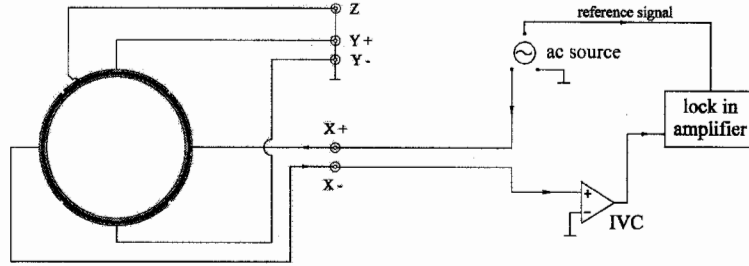 Z
reference signal
Y+
Y-
ac source
lock in
amplifier
X+
X-
+
-
IVC